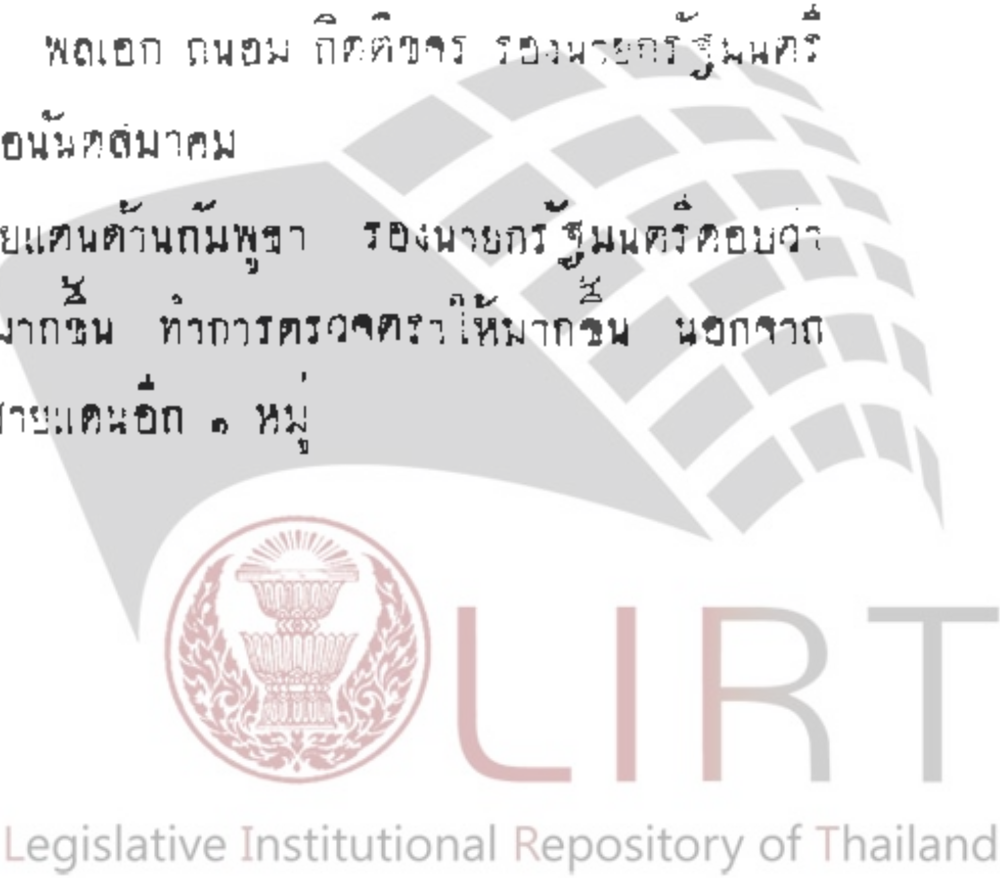 พลเอก ถนอม กิตติขจร รองนายกรัฐมนตรี
อนันตสมาคม
ยแดนด้านกัมพูชา รองนายกรัฐมนตรีตอบว่า
มากขึ้น ทำการตรวจตราให้มากขึ้น นอกจาก
ชายแดนอีก ๑ หมู่
LIRT
Legislative Institutional Repository of Thailand